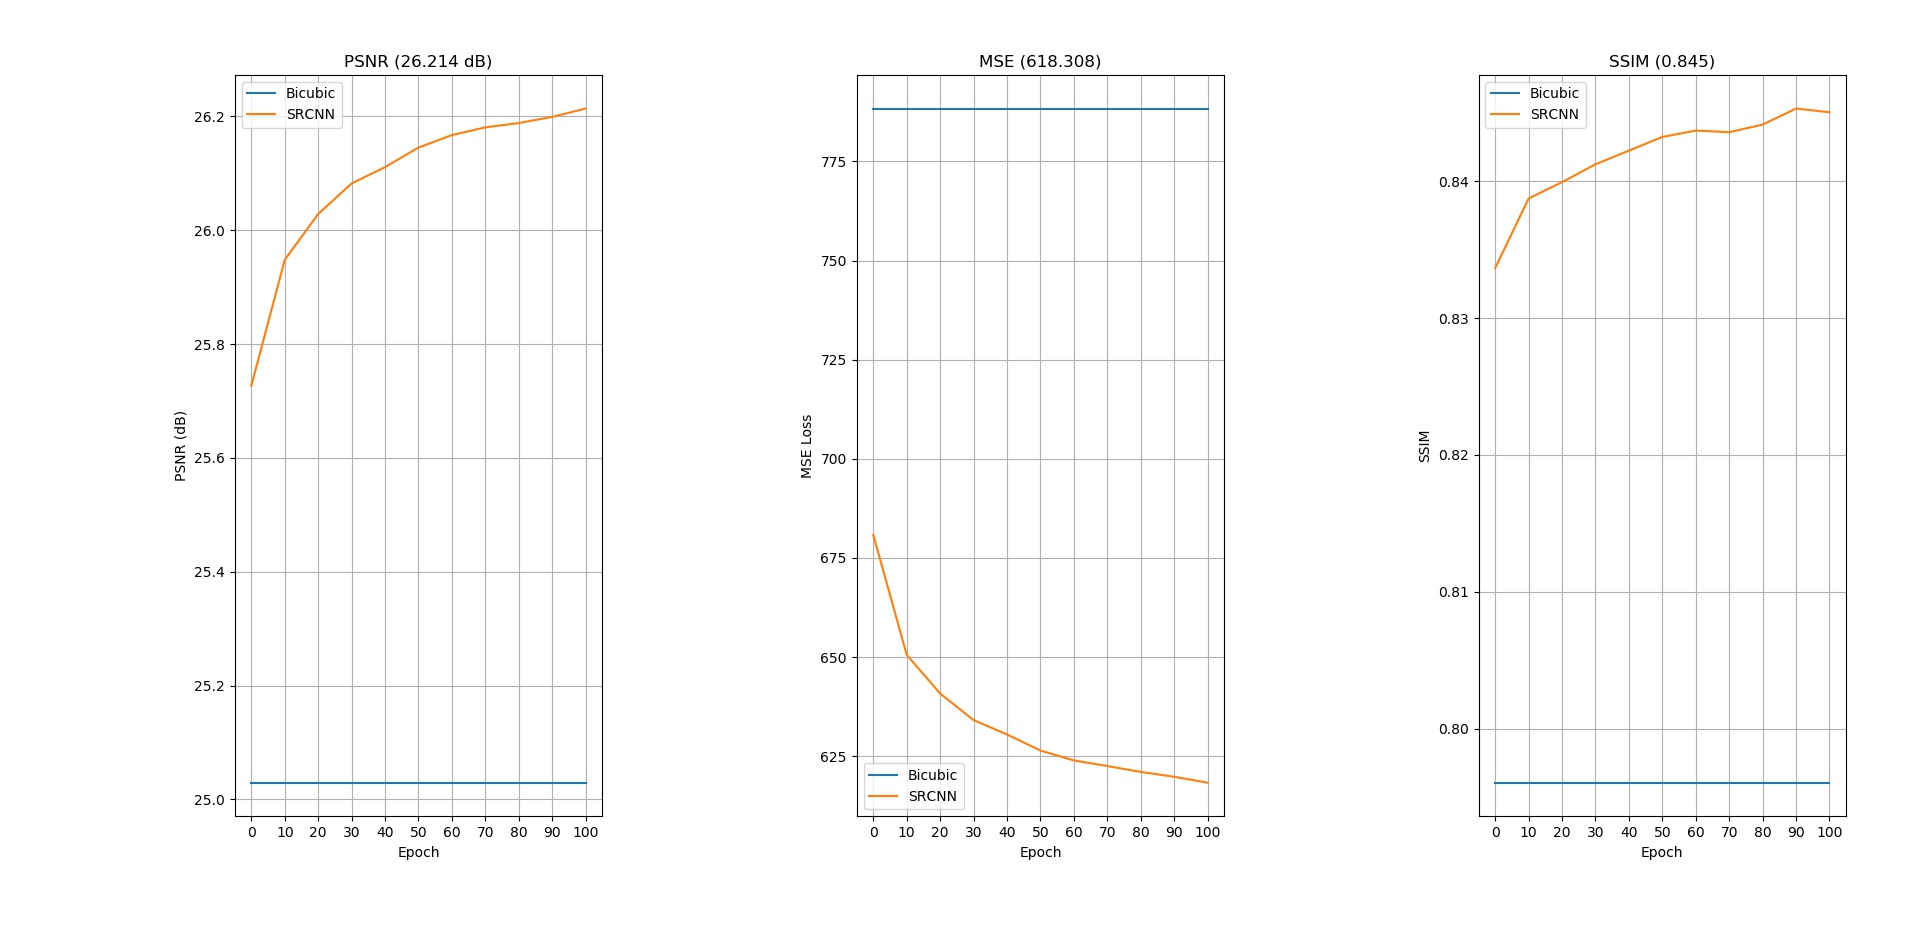 PSNR (26.214 dB)
Bicubic
SRCNN
26.2
26.0
25.8
25.6
25.4
25.2
25.0
PSNR (dB)
0 10 20 30 40 50 60 70 80 90 100
Epoch
MSE (618.308)
775
750
725
700
675
650
625
MSE Loss
Bicubic
SRCNN
0 10 20 30 40 50 60 70 80 90 100
Epoch
SSIM (0.845)
Bicubic
SRCNN
0.84
0.83
0.82
0.81
0.80
SSIM
0 10 20 30 40 50 60 70 80 90 100
Epoch